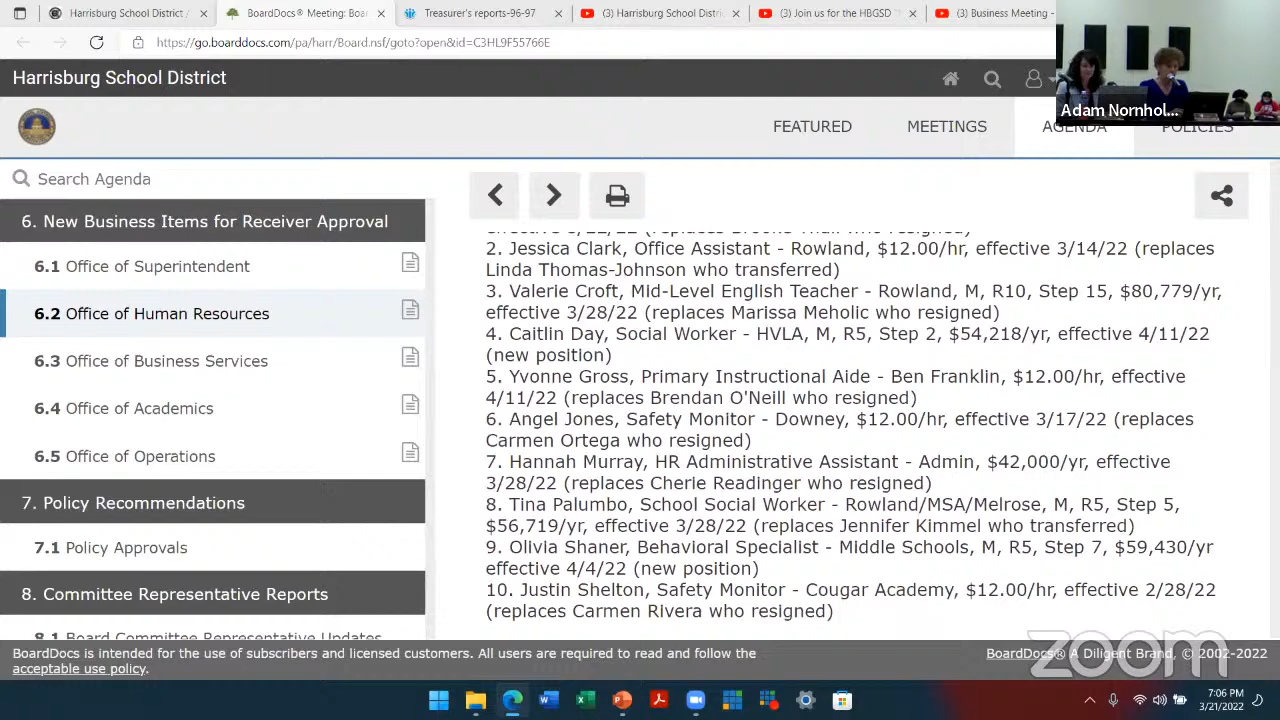 Harrisburg School District /
BoardDocs® Meeting: Boa
Treasurer's reports-96-97
(3) Harrisburg School Distri
(3) Join us for the HBGSD "
(3) Business Meeting -
https://go.boarddocs.com/pa/harr/Board.nsf/goto?open&id=C3HL9F55766E
Harrisburg School District
Adam Nornhol...
FEATURED
MEETINGS
AGENDA
POLICIES
Search Agenda
6. New Business Items for Receiver Approval
6.1 Office of Superintendent
6.2 Office of Human Resources
6.3 Office of Business Services
6.4 Office of Academics
6.5 Office of Operations
7. Policy Recommendations
7.1 Policy Approvals
8. Committee Representative Reports
8.1 Board Committee Representative Updates
who resigned)
2. Jessica Clark, Office Assistant - Rowland, $12.00/hr, effective 3/14/22 (replaces
Linda Thomas-Johnson who transferred)
3. Valerie Croft, Mid-Level English Teacher - Rowland, M, R10, Step 15, $80,779/yr,
effective 3/28/22 (replaces Marissa Meholic who resigned)
4. Caitlin Day, Social Worker - HVLA, M, R5, Step 2, $54,218/yr, effective 4/11/22
(new position)
5. Yvonne Gross, Primary Instructional Aide - Ben Franklin, $12.00/hr, effective
4/11/22 (replaces Brendan O'Neill who resigned)
6. Angel Jones, Safety Monitor - Downey, $12.00/hr, effective 3/17/22 (replaces
Carmen Ortega who resigned)
7. Hannah Murray, HR Administrative Assistant - Admin, $42,000/yr, effective
3/28/22 (replaces Cherie Readinger who resigned)
8. Tina Palumbo, School Social Worker - Rowland/MSA/Melrose, M, R5, Step 5,
$56,719/yr, effective 3/28/22 (replaces Jennifer Kimmel who transferred)
9. Olivia Shaner, Behavioral Specialist - Middle Schools, M, R5, Step 7, $59,430/yr
effective 4/4/22 (new position)
10. Justin Shelton, Safety Monitor - Cougar Academy, $12.00/hr, effective 2/28/22
(replaces Carmen Rivera who resigned)
BoardDocs is intended for the use of subscribers and licensed customers. All users are required to read and follow the
acceptable use policy.
BoardDocs® A Diligent Brand, © 2002-2022
zoom
7:06 PM
3/21/2022